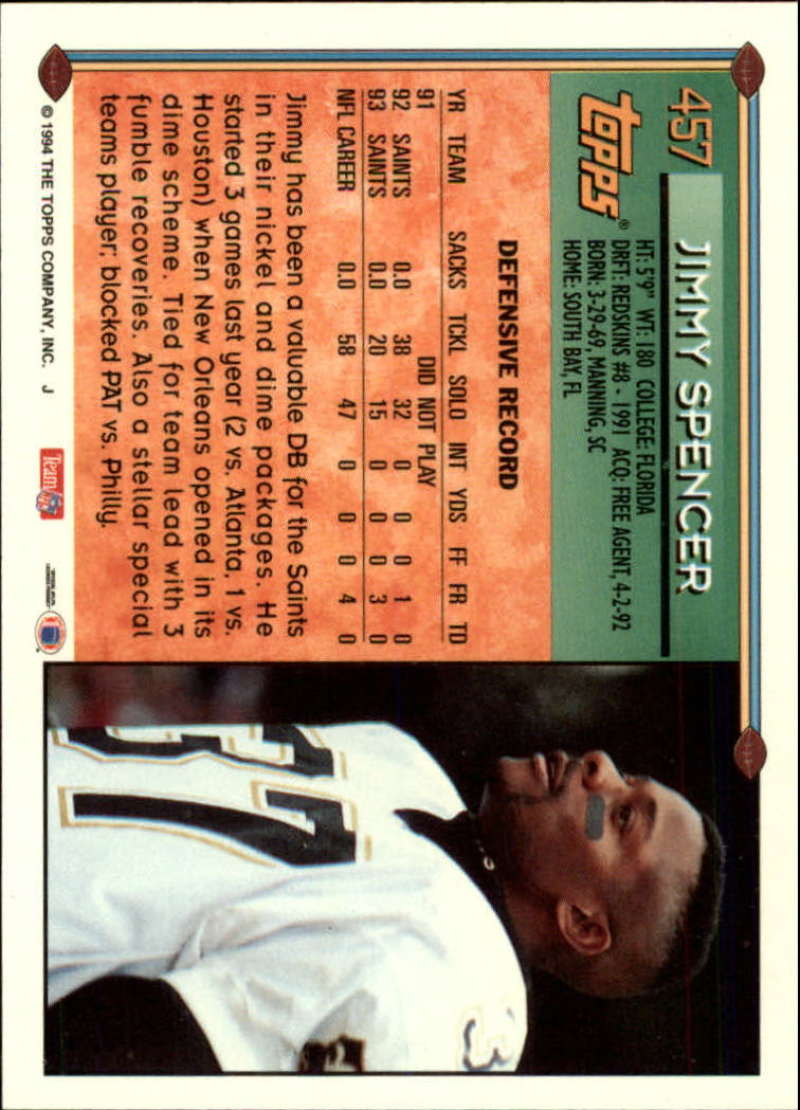 457
JIMMY SPENCER
topps®
HT: 5'9" WT: 180 COLLEGE: FLORIDA
DRFT: REDSKINS #8 - 1991 ACQ: FREE AGENT, 4-2-92
BORN: 3-29-69, MANNING, SC
HOME: SOUTH BAY, FL
DEFENSIVE RECORD
YR TEAM SACKS TCKL SOLO INT YDS FF FR TD
91 DID NOT PLAY
92 SAINTS 0.0 38 32 0 0 0 1 0
93 SAINTS 0.0 20 15 0 0 0 3 0
NFL CAREER 0.0 58 47 0 0 0 4 0
Jimmy has been a valuable DB for the Saints
in their nickel and dime packages. He
started 3 games last year (2 vs. Atlanta, 1 vs.
Houston) when New Orleans opened in its
dime scheme. Tied for team lead with 3
fumble recoveries. Also a stellar special
teams player; blocked PAT vs. Philly.
© 1994 THE TOPPS COMPANY, INC. J
Team NFL